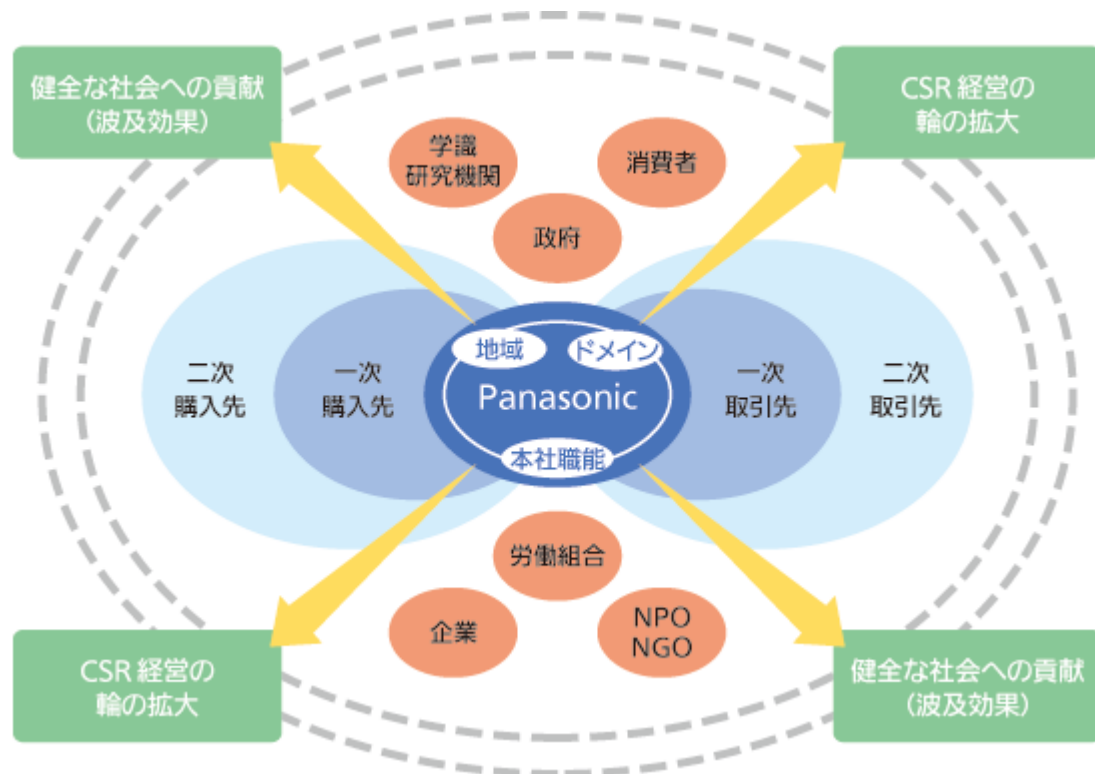 健全な社会への貢献
(波及効果)
CSR 経営の
輪の拡大
学識
研究機関
消費者
政府
地域
ドメイン
Panasonic
本社職能
二次
購入先
一次
購入先
一次
取引先
二次
取引先
労働組合
企業
NPO
NGO
CSR 経営の
輪の拡大
健全な社会への貢献
(波及効果)